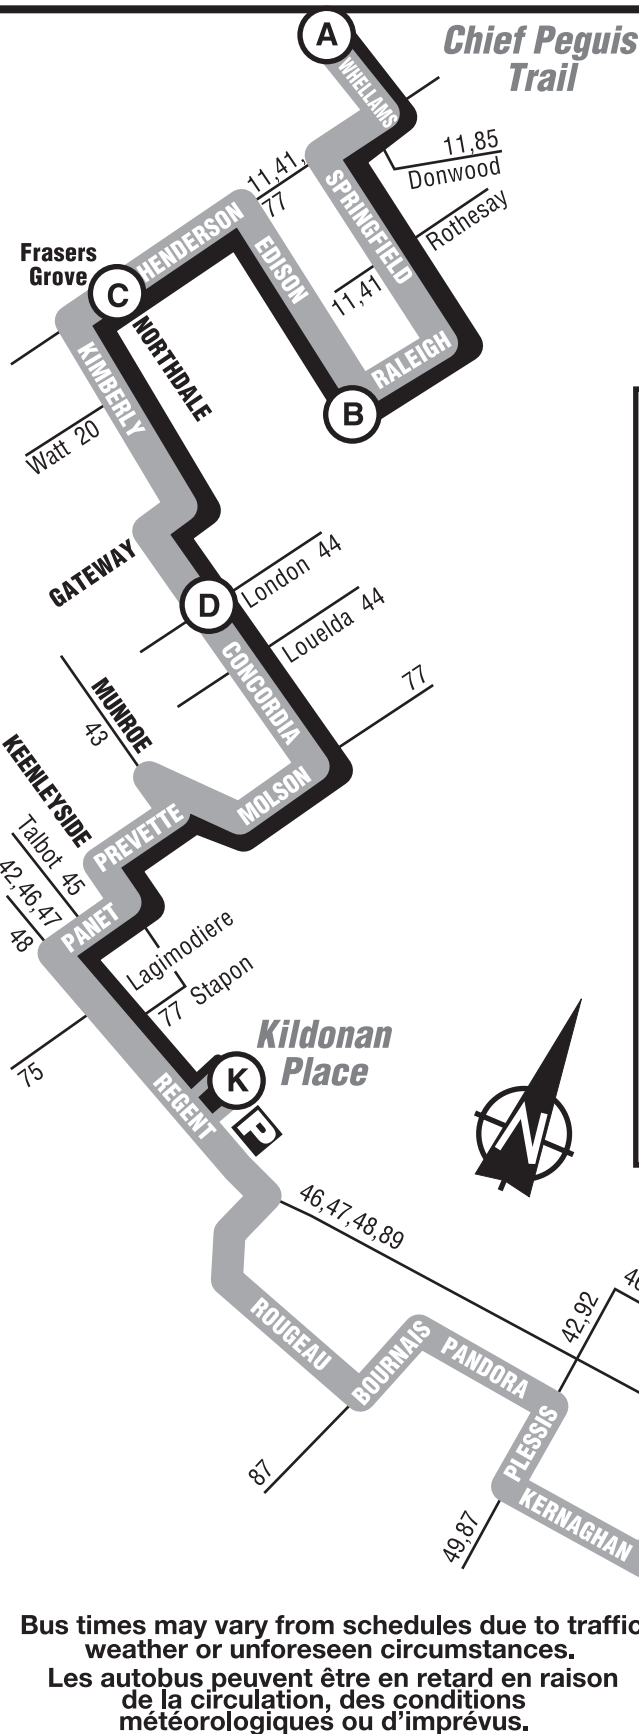 A
Chief Peguis
Trail
WHELLAMS
11,85
Donwood
11,41,
77
SPRINGFIELD
Rothesay
HENDERSON
EDISON
Frasers
Grove
C
11,41
NORTHDALE
RALEIGH
KIMBERLY
B
Watt 20
GATEWAY
London 44
D
Louelda 44
CONCORDIA
77
MUNROE
43
KEENLEYSIDE
MOLSON
PREVETTE
Talbot 45
42,46,47
48
PANET
Lagimodiere
77 Stapon
75
Kildonan
Place
K
REGENT
P
N
46,47,48,89
42,92
ROUGEAU
BOURNAIS
PANDORA
PLESSIS
87
49,87
KERNAGHAN
Bus times may vary from schedules due to traffic
weather or unforeseen circumstances.
Les autobus peuvent être en retard en raison
de la circulation, des conditions
météorologiques ou d'imprévus.